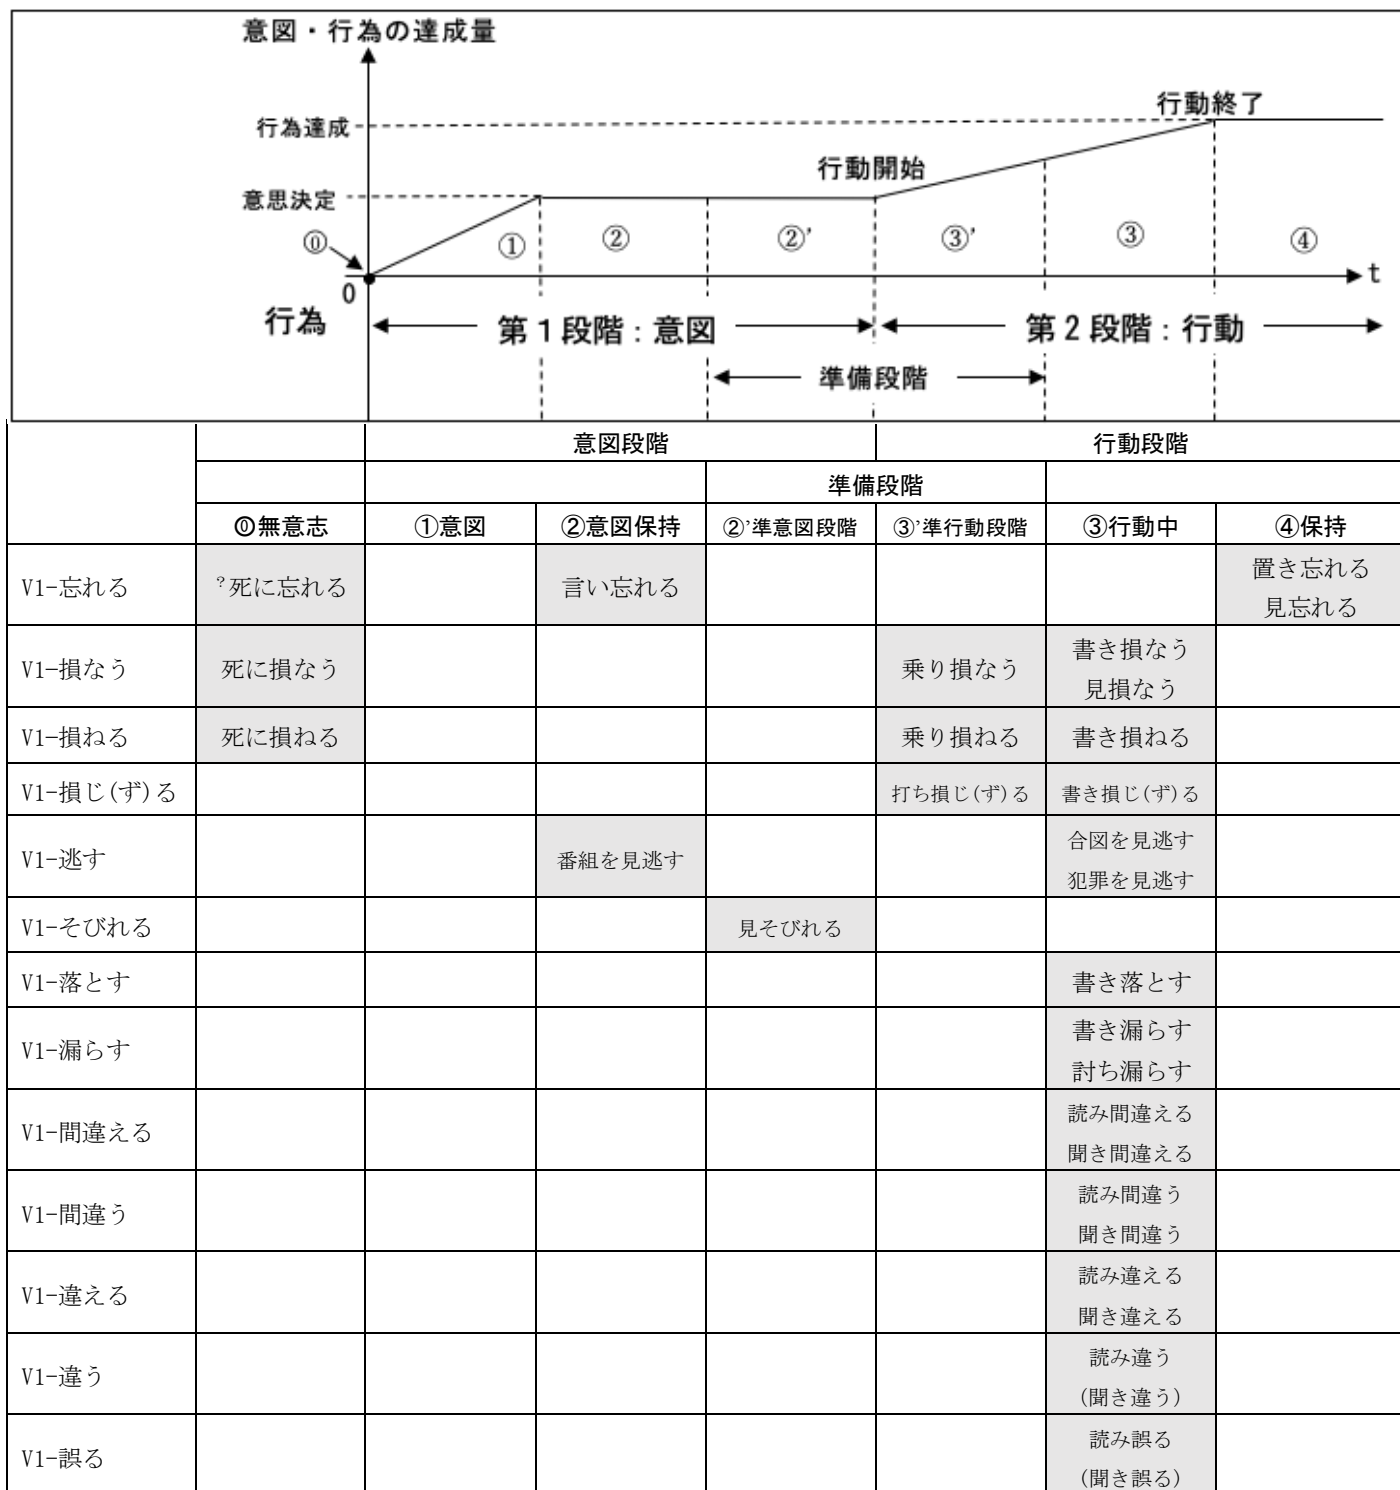 意図・行為の達成量
行動終了
行為達成
行動開始
意思決定
⓪ ① ② ②’ ③’ ③ ④
t
0
行為 第1段階：意図 第2段階：行動
準備段階
意図段階 行動段階
準備段階
⓪無意志 ①意図 ②意図保持 ②’準意図段階 ③’準行動段階 ③行動中 ④保持
V1-忘れる ?死に忘れる 言い忘れる 置き忘れる
見忘れる
V1-損なう 死に損なう 乗り損なう 書き損なう
見損なう
V1-損ねる 死に損ねる 乗り損ねる 書き損ねる
V1-損じ(ず)る 打ち損じ(ず)る 書き損じ(ず)る
V1-逃す 番組を見逃す 合図を見逃す
犯罪を見逃す
V1-そびれる 見そびれる
V1-落とす 書き落とす
V1-漏らす 書き漏らす
討ち漏らす
V1-間違える 読み間違える
聞き間違える
V1-間違う 読み間違う
聞き間違う
V1-違える 読み違える
聞き違える
V1-違う 読み違う
(聞き違う)
V1-誤る 読み誤る
(聞き誤る)